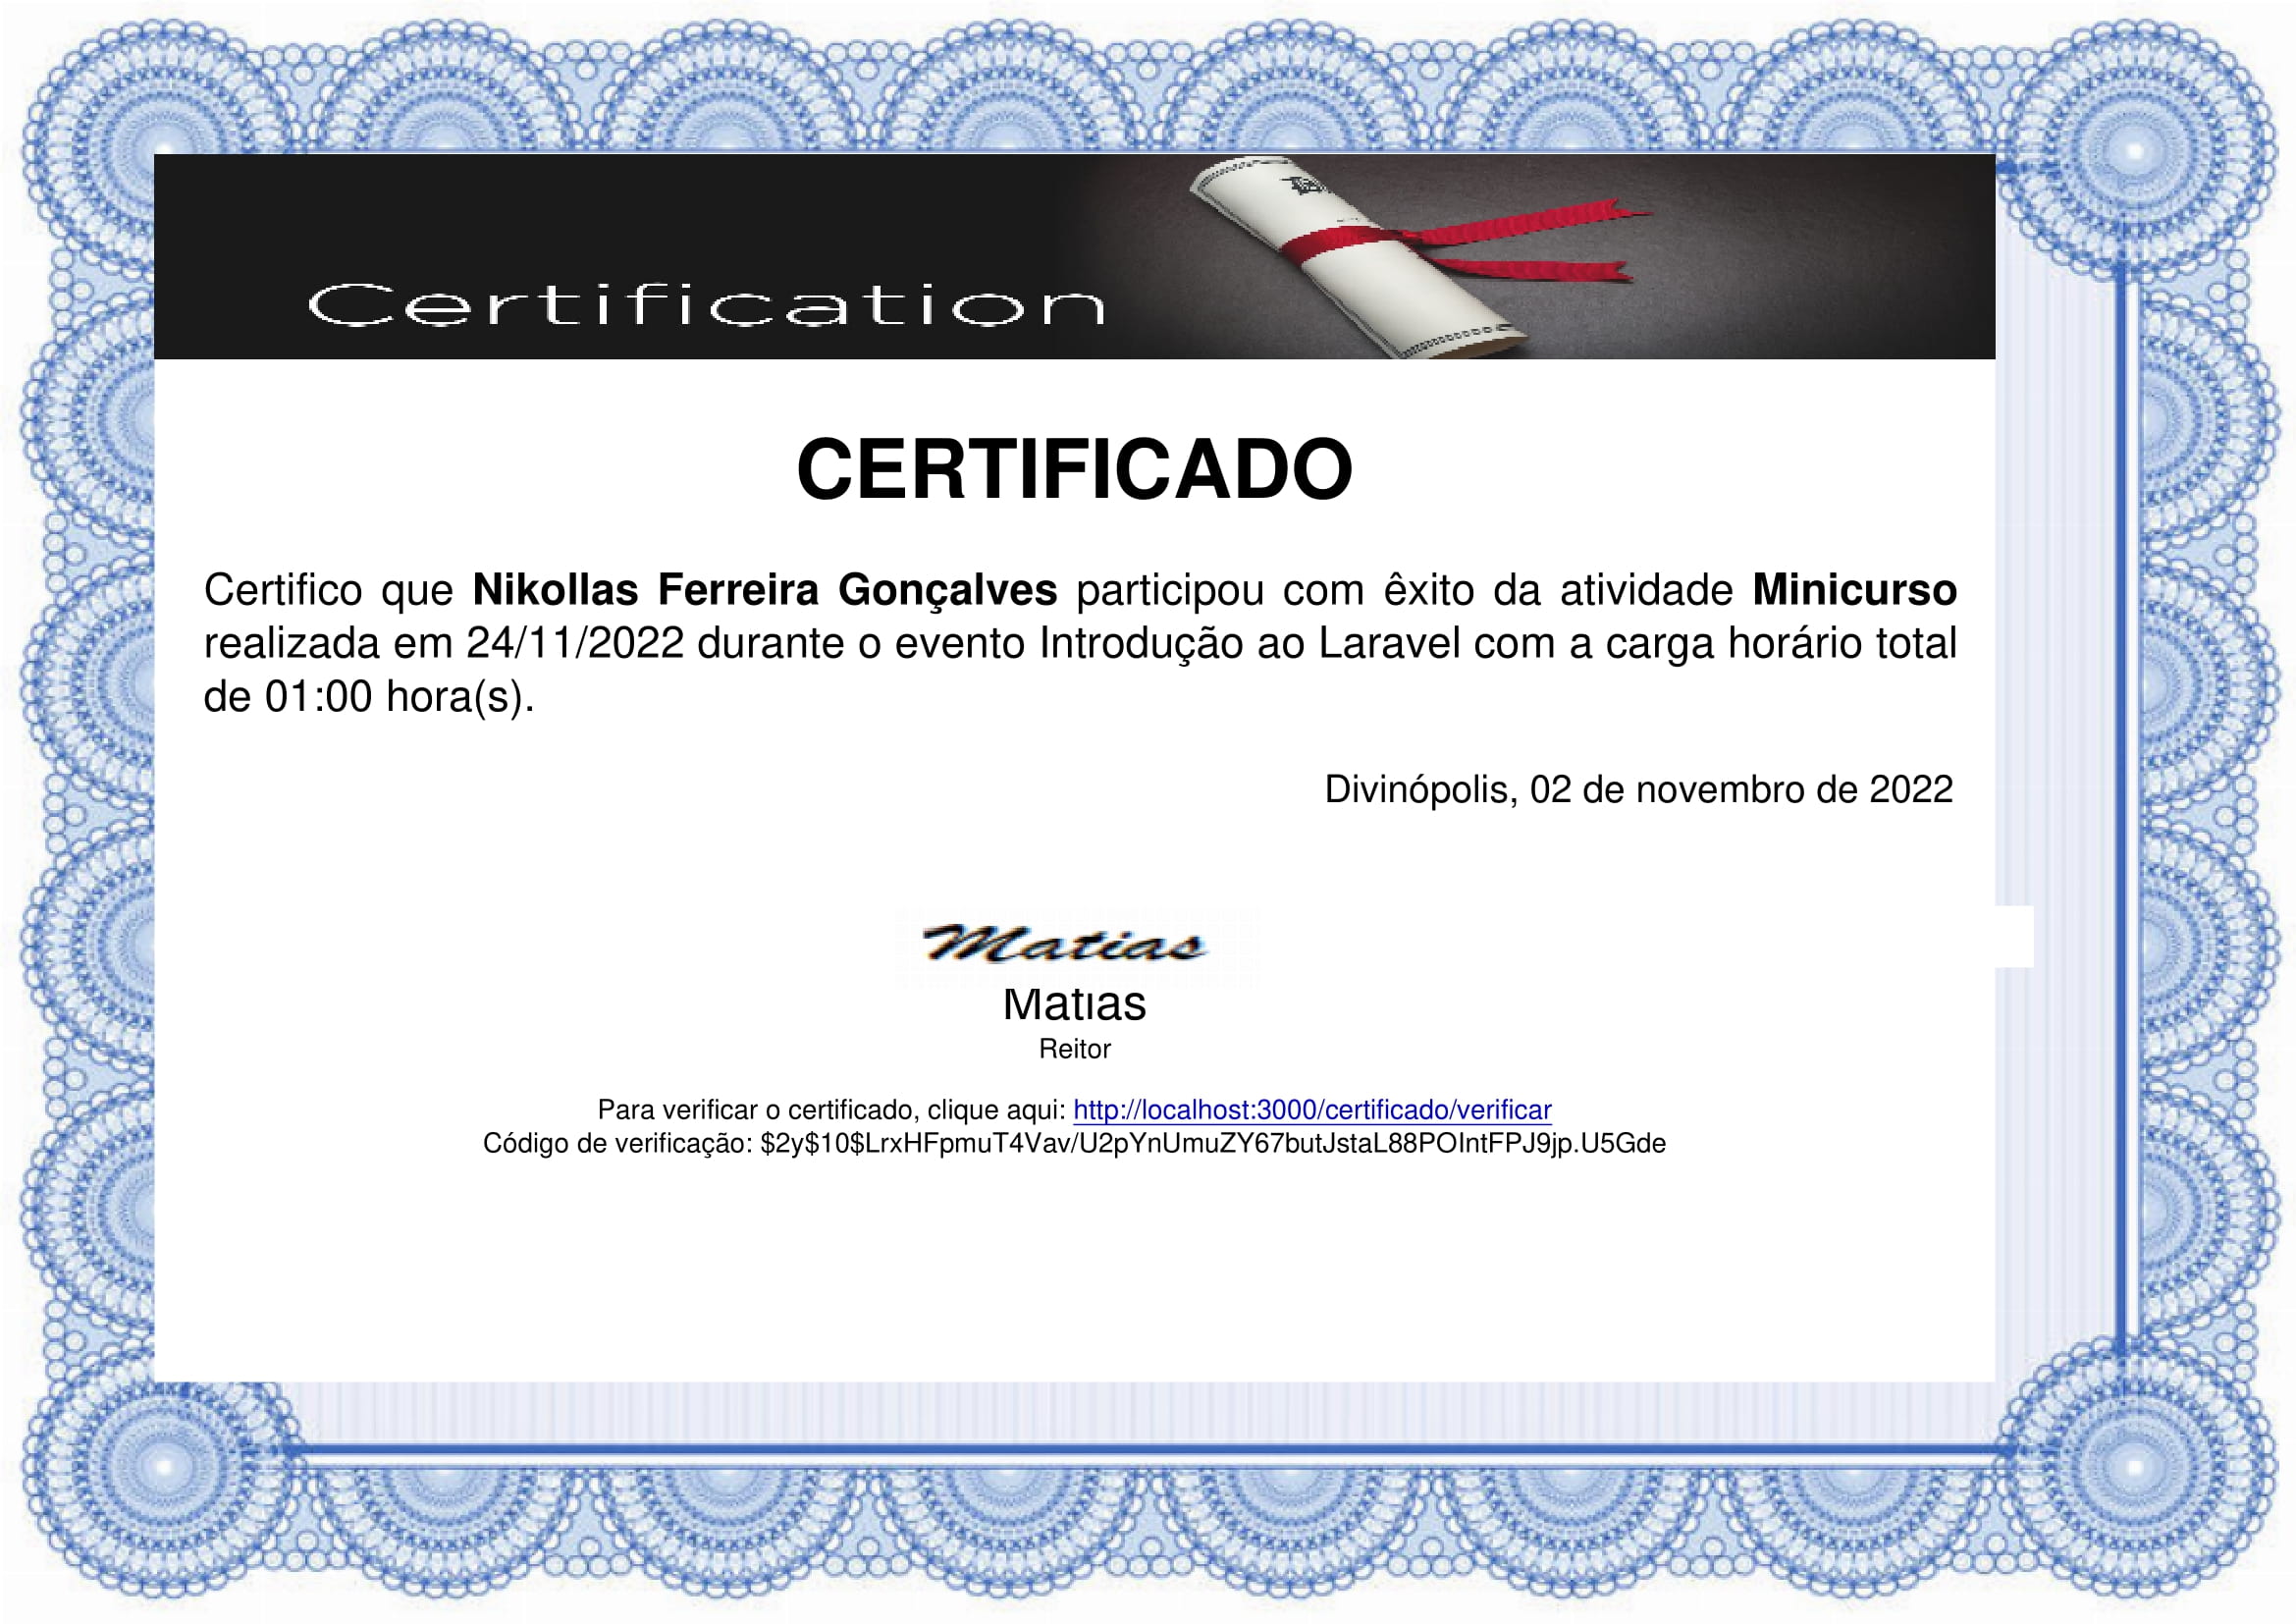 Certification
CERTIFICADO
Certifico que Nikollas Ferreira Gonçalves participou com êxito da atividade Minicurso
realizada em 24/11/2022 durante o evento Introdução ao Laravel com a carga horário total
de 01:00 hora(s).
Divinópolis, 02 de novembro de 2022
Matias
Matias
Reitor
Para verificar o certificado, clique aqui: http://localhost:3000/certificado/verificar
Código de verificação: $2y$10$LrxHFpmuT4Vav/U2pYnUmuZY67butJstaL88POIntFPJ9jp.U5Gde